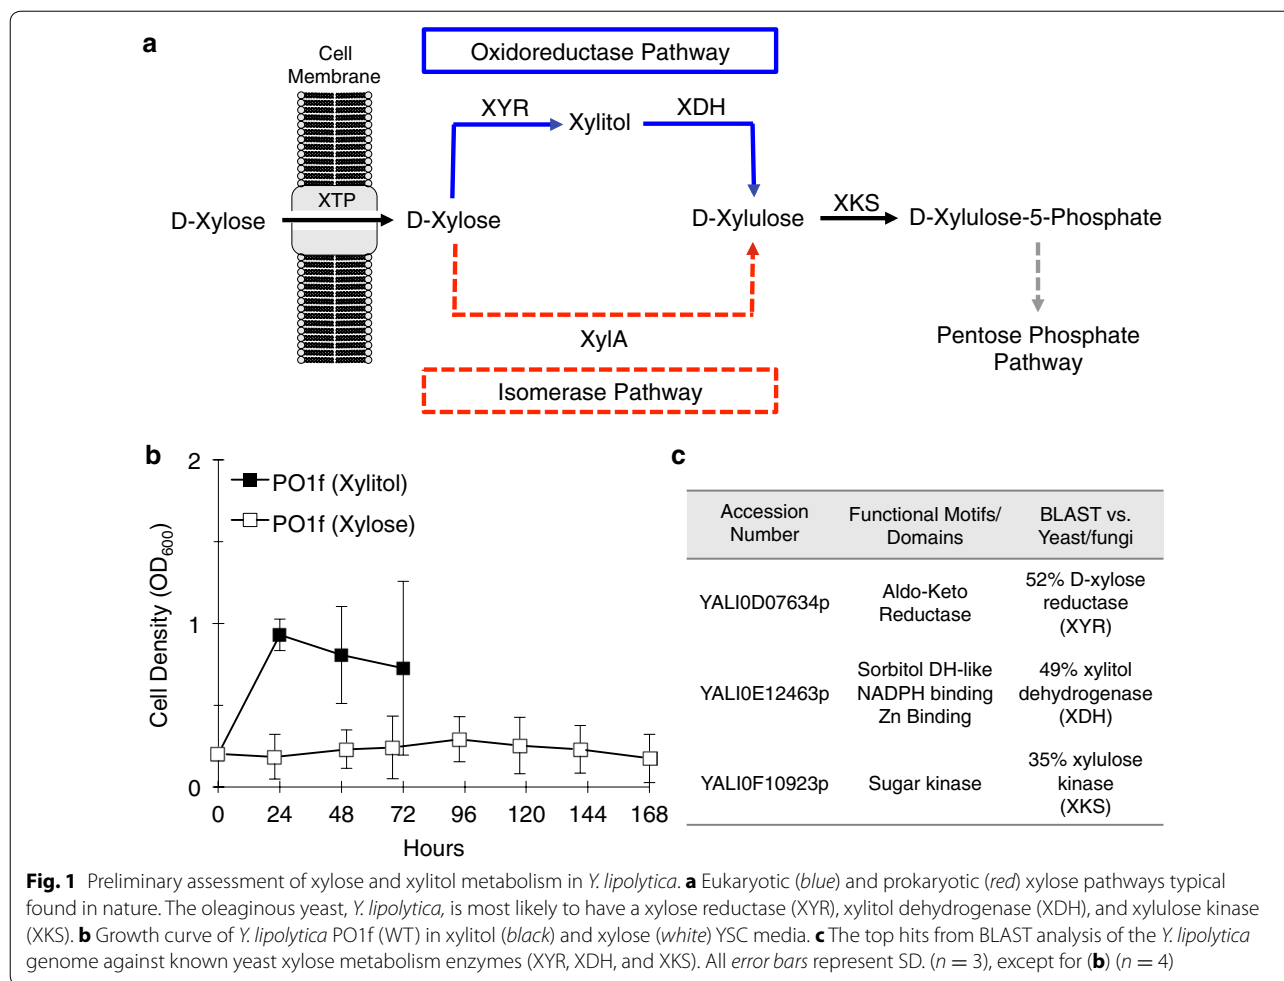 a
Oxidoreductase Pathway
Cell
Membrane
XYR
Xylitol
XDH
XTP
D-Xylose
D-Xylose
D-Xylulose
XKS
D-Xylulose-5-Phosphate
XylA
Pentose Phosphate
Pathway
Isomerase Pathway
b
2
1
0
Cell Density (OD600)
PO1f (Xylitol)
PO1f (Xylose)
0 24 48 72 96 120 144 168
Hours
c
Accession Number Functional Motifs/ Domains BLAST vs. Yeast/fungi
YALI0D07634p Aldo-Keto Reductase 52% D-xylose reductase (XYR)
YALI0E12463p Sorbitol DH-like NADPH binding Zn Binding 49% xylitol dehydrogenase (XDH)
YALI0F10923p Sugar kinase 35% xylulose kinase (XKS)
Fig. 1 Preliminary assessment of xylose and xylitol metabolism in Y. lipolytica. a Eukaryotic (blue) and prokaryotic (red) xylose pathways typical
found in nature. The oleaginous yeast, Y. lipolytica, is most likely to have a xylose reductase (XYR), xylitol dehydrogenase (XDH), and xylulose kinase
(XKS). b Growth curve of Y. lipolytica PO1f (WT) in xylitol (black) and xylose (white) YSC media. c The top hits from BLAST analysis of the Y. lipolytica
genome against known yeast xylose metabolism enzymes (XYR, XDH, and XKS). All error bars represent SD. (n = 3), except for (b) (n = 4)